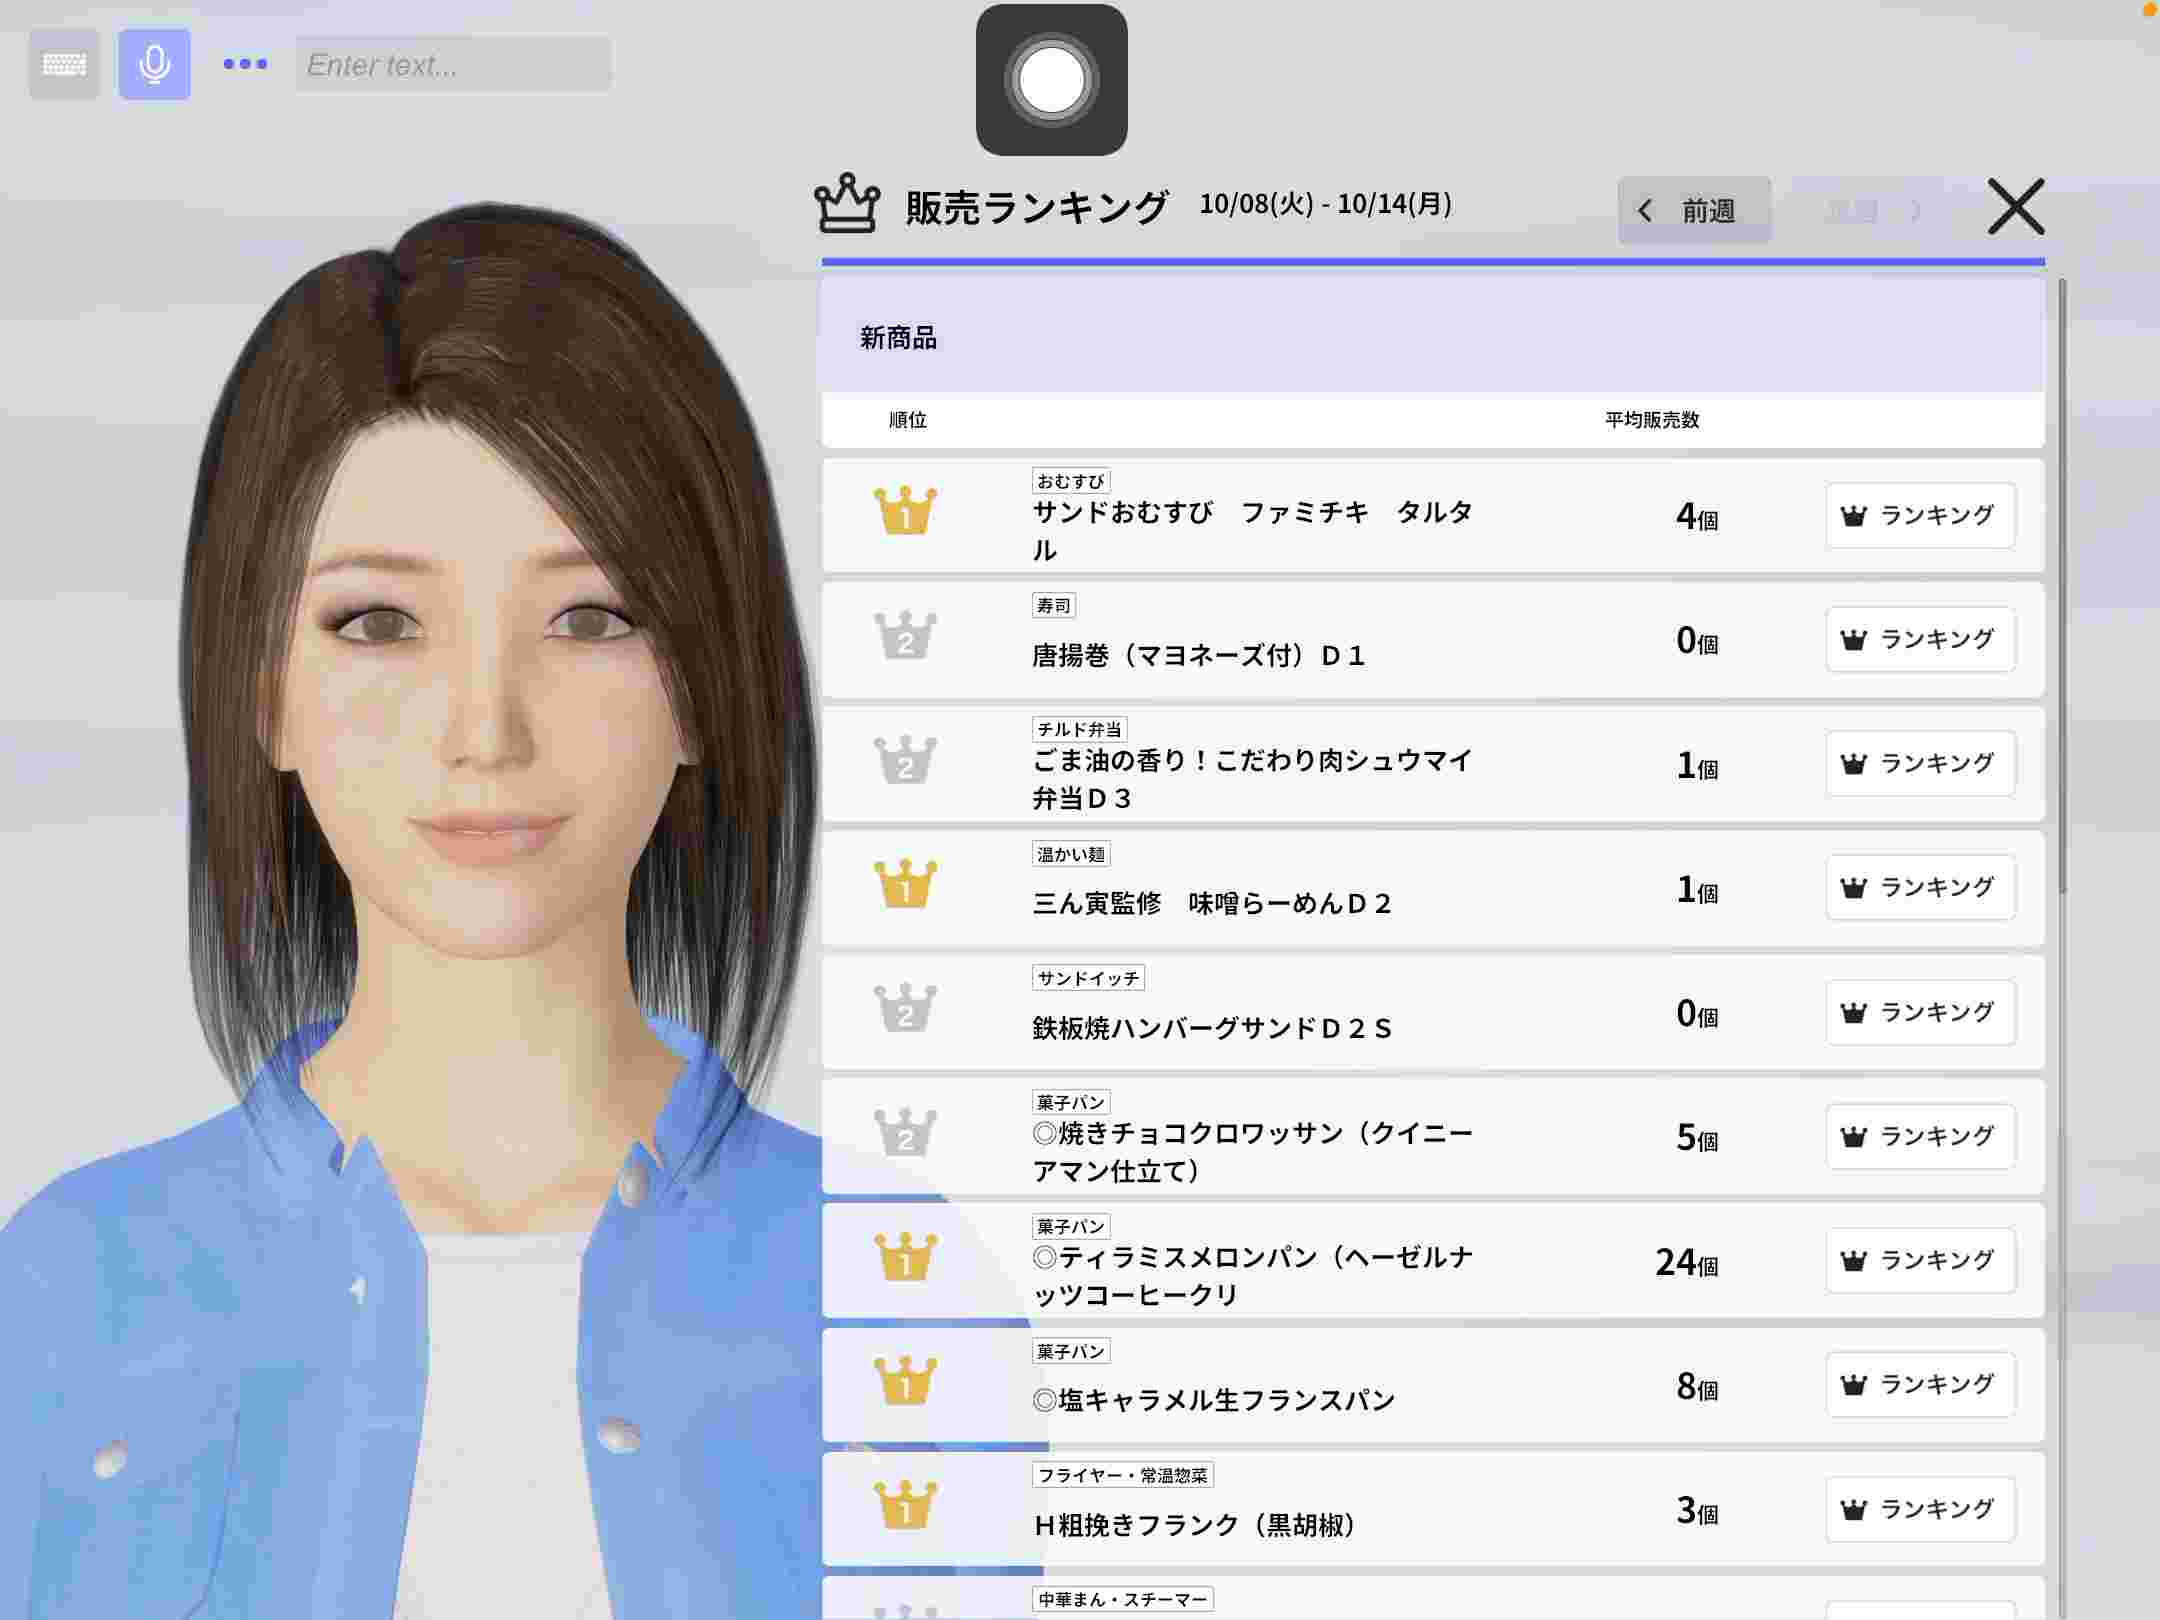 Enter text...
販売ランキング 10/08(火) - 10/14(月)
前週
新商品
順位 平均販売数
おむすび
1 サンドおむすび　ファミチキ　タルタ
ル
4個 ランキング
寿司
2 唐揚巻（マヨネーズ付）Ｄ１ 0個 ランキング
チルド弁当
2 ごま油の香り！こだわり肉シュウマイ
弁当Ｄ３
1個 ランキング
温かい麺
1 三ん寅監修　味噌らーめんＤ２ 1個 ランキング
サンドイッチ
2 鉄板焼ハンバーグサンドＤ２Ｓ 0個 ランキング
菓子パン
2 ◎焼きチョコクロワッサン（クイニー
アマン仕立て）
5個 ランキング
菓子パン
1 ◎ティラミスメロンパン（ヘーゼルナ
ッツコーヒークリ
24個 ランキング
菓子パン
1 ◎塩キャラメル生フランスパン 8個 ランキング
フライヤー・常温惣菜
1 Ｈ粗挽きフランク（黒胡椒） 3個 ランキング
中華まん・スチーマー